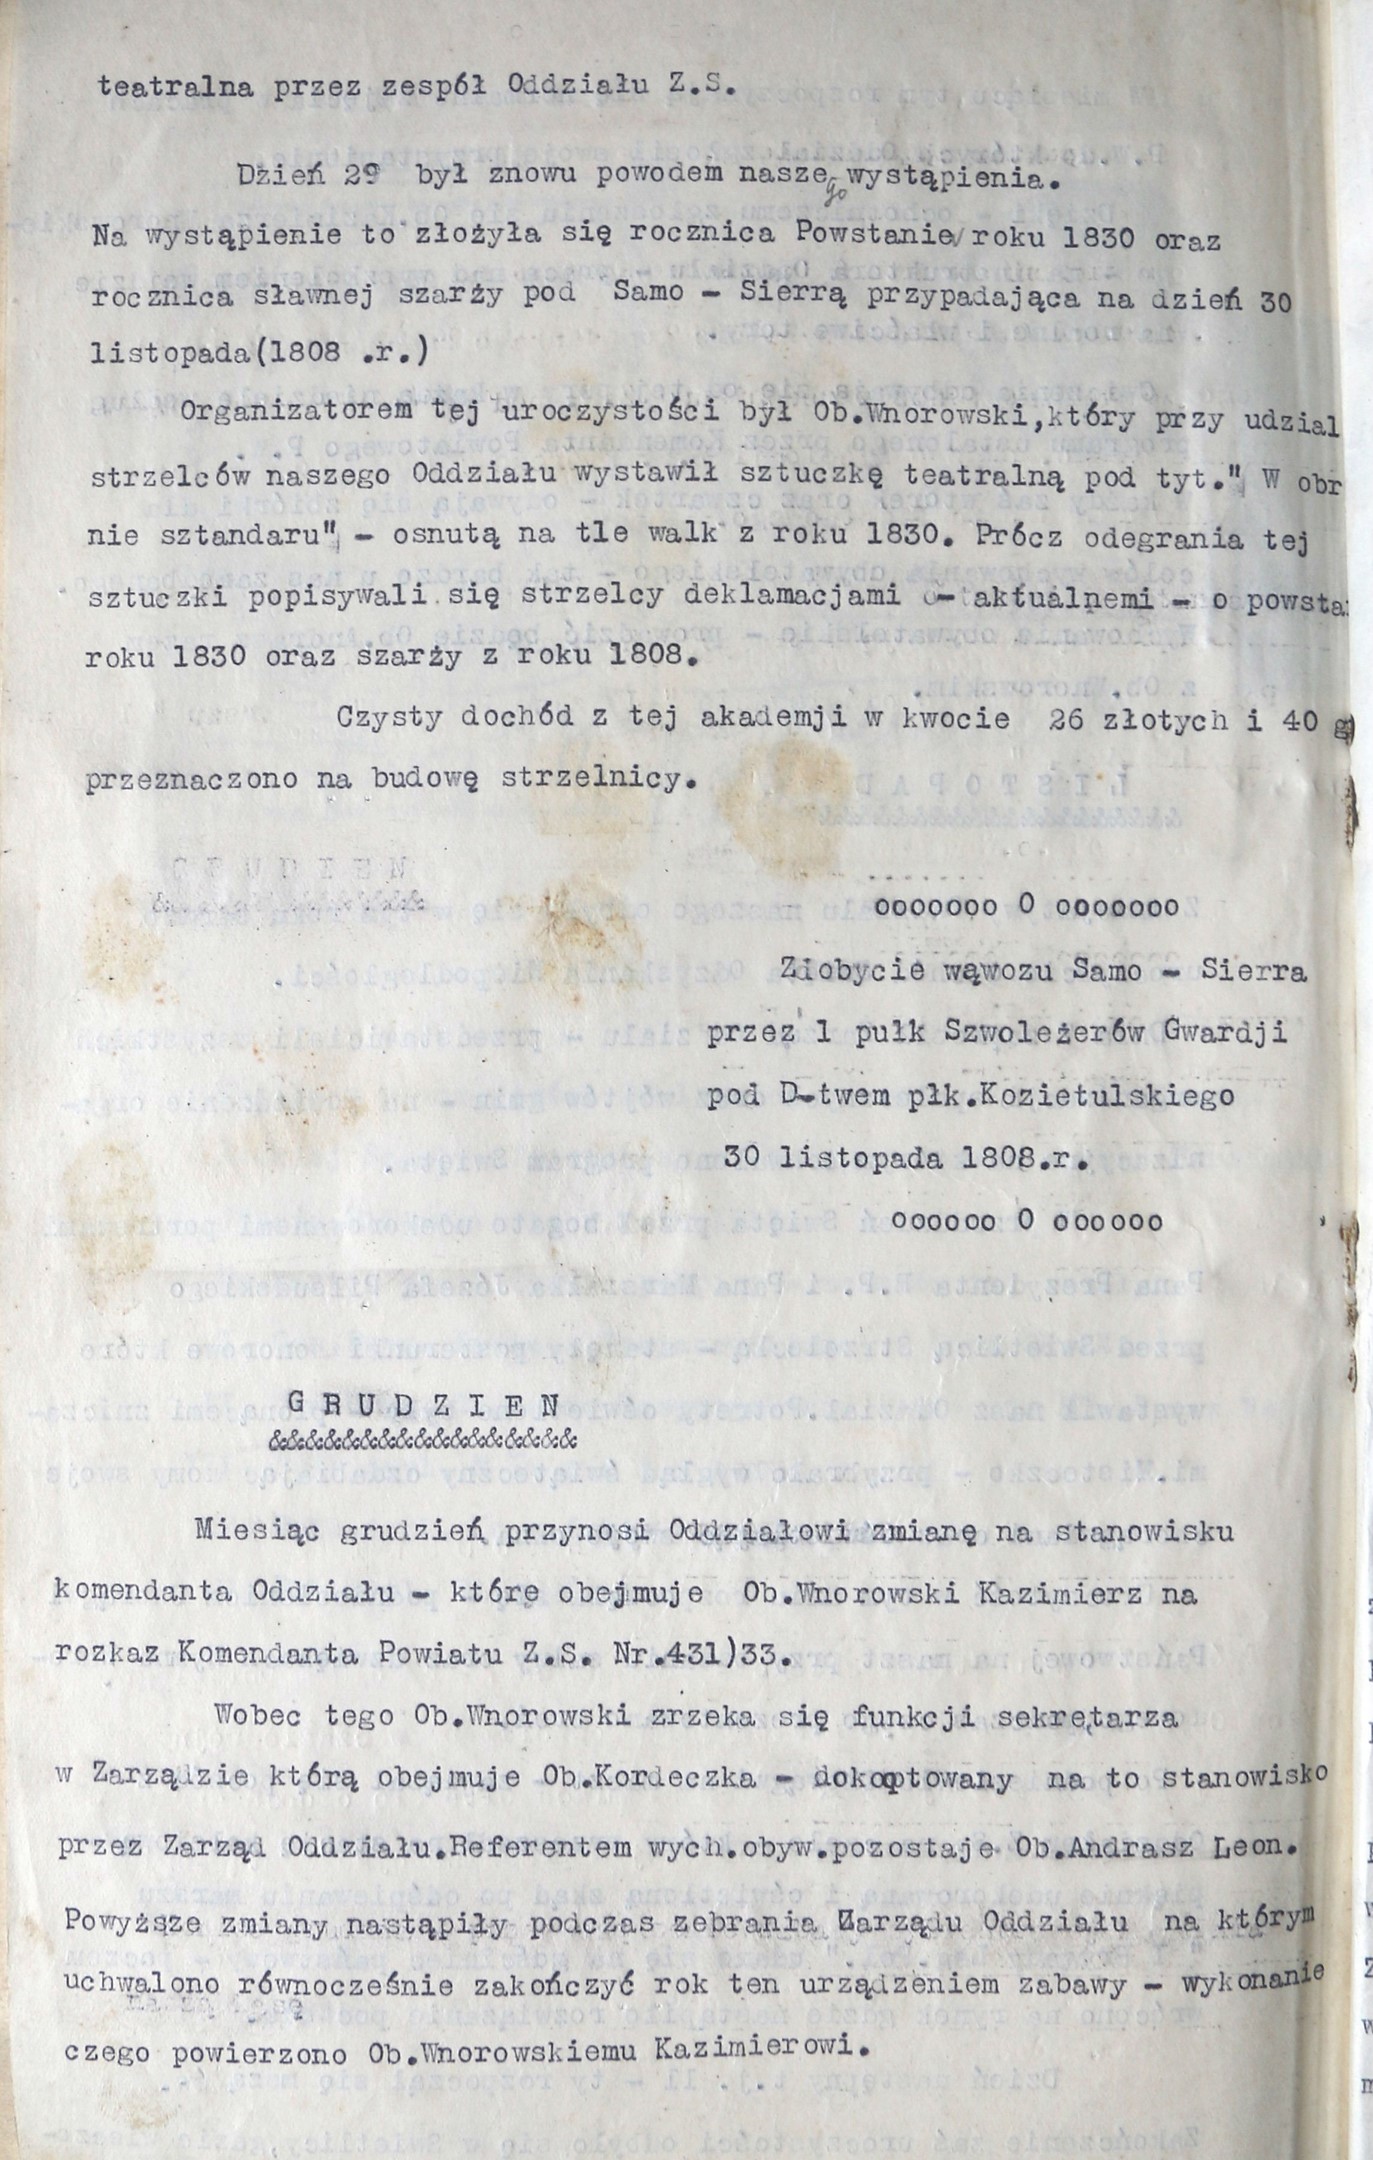 teatralna przez zespół Oddziału Z.S.
Dzień 29 był znowu powodem naszego wystąpienia.
Na wystąpienie to złożyła się rocznica Powstania roku 1830 oraz
rocznica sławnej szarży pod Samo - Sierrą przypadająca na dzień 30
listopada(1808 .r.)
Organizatorem tej uroczystości był Ob.Wnorowski,który przy udzial
strzelców naszego Oddziału wystawił sztuczkę teatralną pod tyt." W obr
nie sztandaru" - osnutą na tle walk z roku 1830. Prócz odegrania tej
sztuczki popisywali się strzelcy deklamacjami - aktualnemi - o powsta
roku 1830 oraz szarży z roku 1808.
Czysty dochód z tej akademji w kwocie 26 złotych i 40 g
przeznaczono na budowę strzelnicy.
ooooooo O ooooooo
Zdobycie wąwozu Samo - Sierra
przez 1 pułk Szwoleżerów Gwardji
pod D-twem płk.Kozietulskiego
30 listopada 1808.r.
oooooo O oooooo
G R U D Z I E N
&&&&&&&&&&&&&&&&&
Miesiąc grudzień przynosi Oddziałowi zmianę na stanowisku
komendanta Oddziału - które obejmuje Ob.Wnorowski Kazimierz na
rozkaz Komendanta Powiatu Z.S. Nr.431)33.
Wobec tego Ob.Wnorowski zrzeka się funkcji sekretarza
w Zarządzie którą obejmuje Ob.Kordeczka - dokoptowany na to stanowisko
przez Zarząd Oddziału.Referentem wych.obyw.pozostaje Ob.Andrasz Leon.
Powyższe zmiany nastąpiły podczas zebrania Zarządu Oddziału na którym
uchwalono równocześnie zakończyć rok ten urządzeniem zabawy - wykonanie
czego powierzono Ob.Wnorowskiemu Kazimierowi.